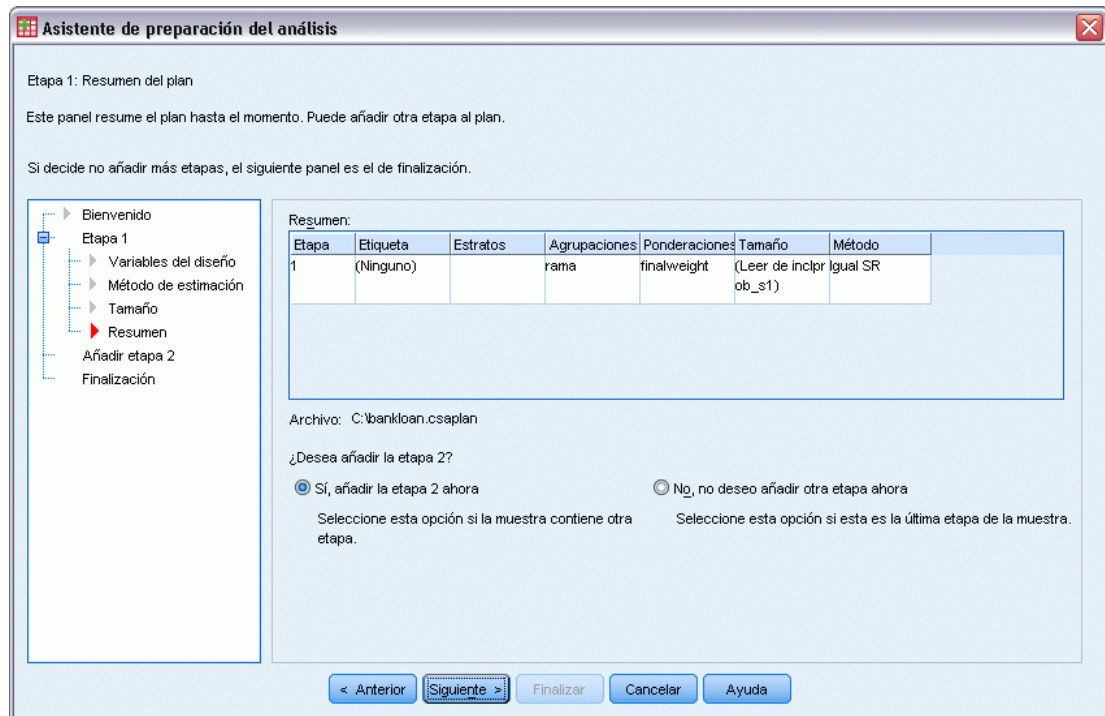 Asistente de preparación del análisis
Etapa 1: Resumen del plan
Este panel resume el plan hasta el momento. Puede añadir otra etapa al plan.
Si decide no añadir más etapas, el siguiente panel es el de finalización.
Bienvenido
Etapa 1
Variables del diseño
Método de estimación
Tamaño
Resumen
Añadir etapa 2
Finalización
Resumen:
Etapa Etiqueta Estratos Agrupaciones Ponderaciones Tamaño Método
1 (Ninguno) rama finalweight (Leer de inclpr Igual SR
ob_s1)
Archivo: C:\bankloan.csaplan
¿Desea añadir la etapa 2?
Sí, añadir la etapa 2 ahora No, no deseo añadir otra etapa ahora
Seleccione esta opción si la muestra contiene otra Seleccione esta opción si esta es la última etapa de la muestra.
etapa.
< Anterior Siguiente > Finalizar Cancelar Ayuda